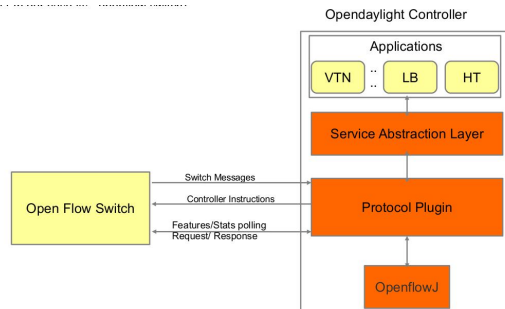 Opendaylight Controller
Applications
VTN
..
..
LB
HT
Service Abstraction Layer
Switch Messages
Controller Instructions
Open Flow Switch
Protocol Plugin
Features/Stats polling
Request/ Response
OpenflowJ